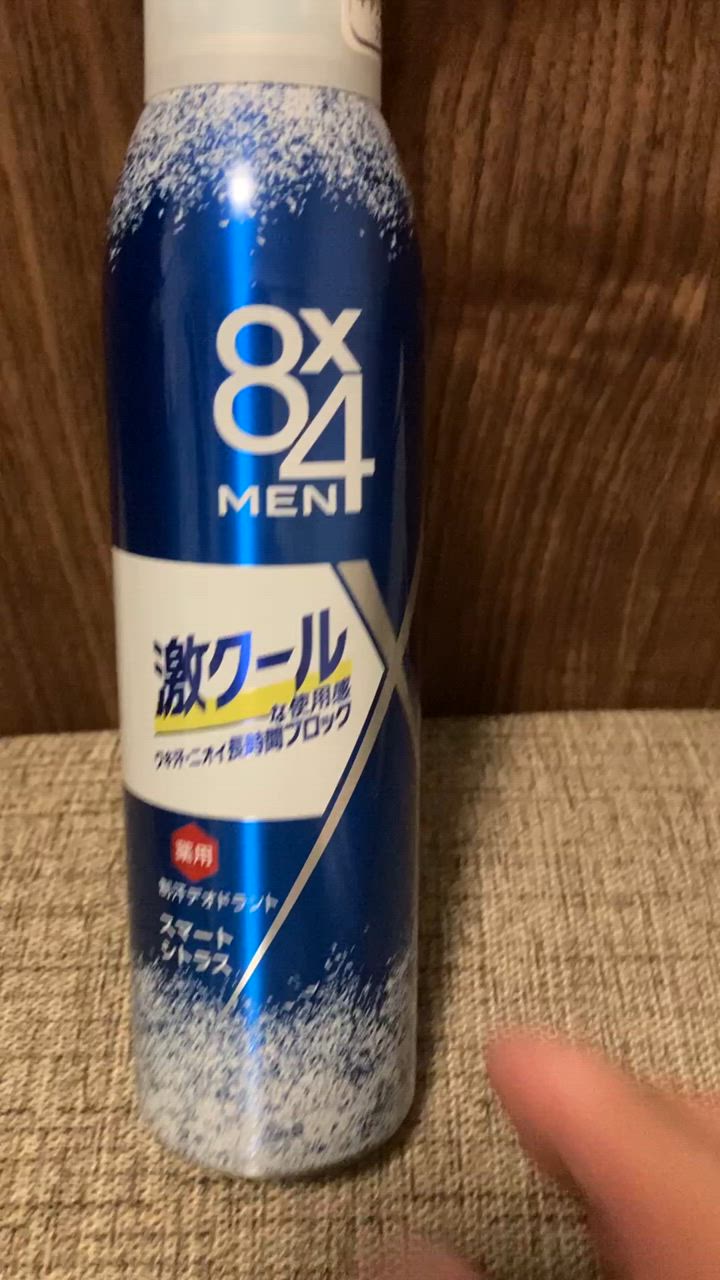 8x4
MEN
激クール
な使用感
ワキ汗・ニオイ長時間ブロック
薬用
制汗デオドラント
スマート
シトラス